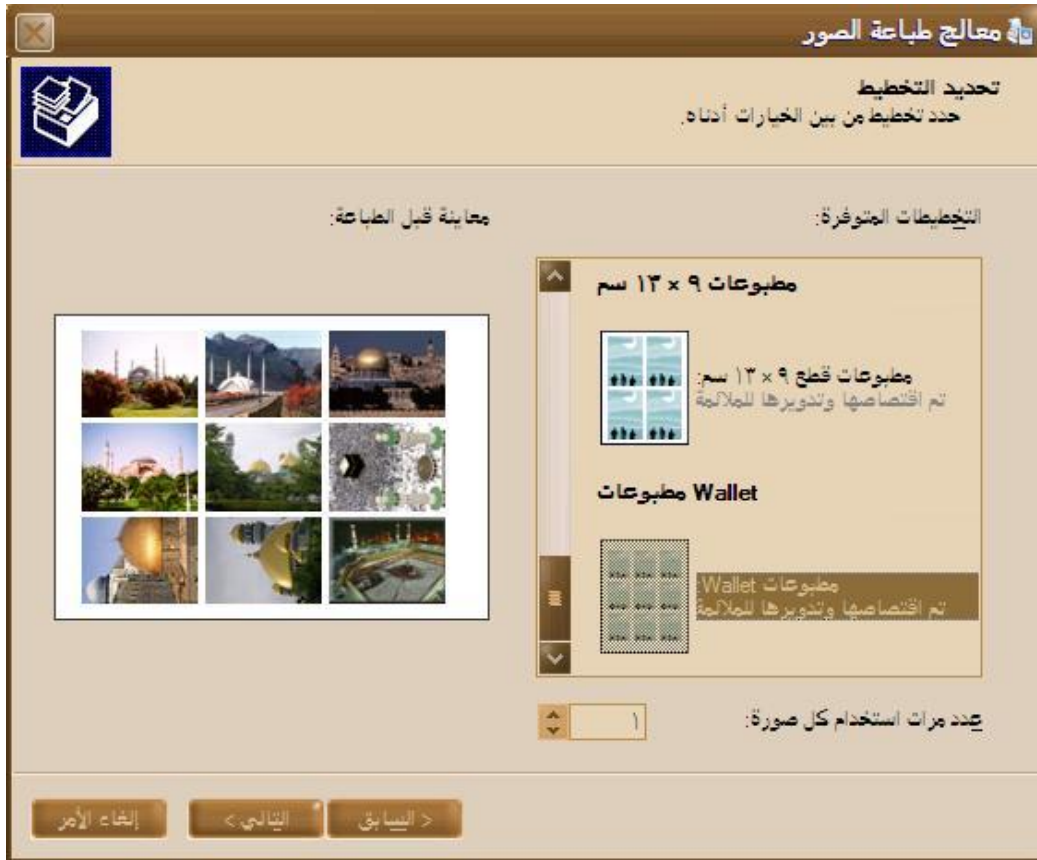 معالج طباعة الصور
تحديد التخطيط
حدد تخطيط من بين الخيارات أدناه.
التخطيطات المتوفرة:
معاينة قبل الطباعة:
مطبوعات ٩ × ١٣ سم
مطبوعات قطع ٩ × ١٣ سم:
تم اقتصاصها وتدويرها للملائمة
Wallet مطبوعات
مطبوعات Wallet:
تم اقتصاصها وتدويرها للملائمة
عدد مرات استخدام كل صورة:
١
< السابق
التالي >
إلغاء الأمر